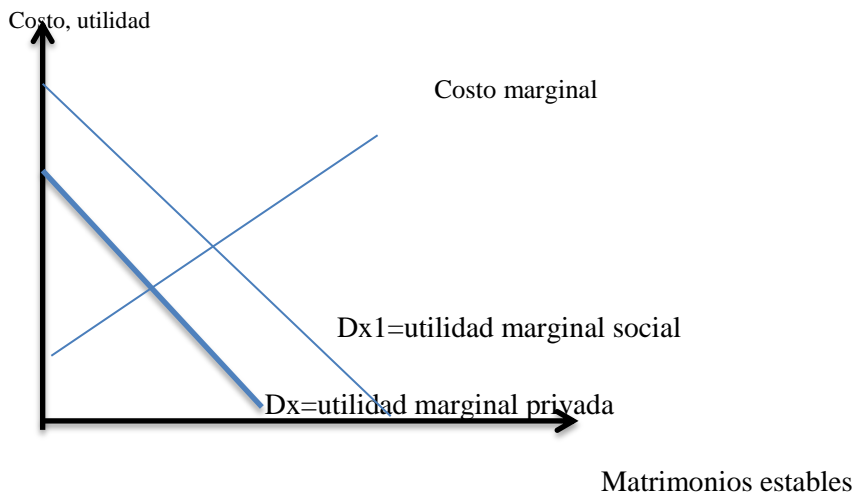 Costo, utilidad
Costo marginal
Dx1=utilidad marginal social
Dx=utilidad marginal privada
Matrimonios estables